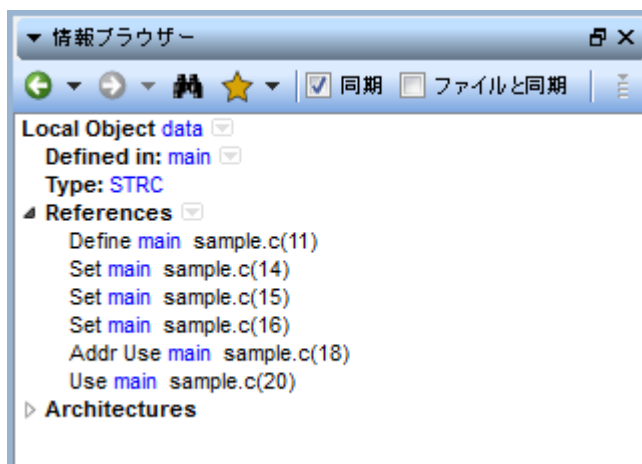 情報ブラウザー
同期 ファイルと同期
Local Object data
Defined in: main
Type: STRC
References
Define main sample.c(11)
Set main sample.c(14)
Set main sample.c(15)
Set main sample.c(16)
Addr Use main sample.c(18)
Use main sample.c(20)
Architectures